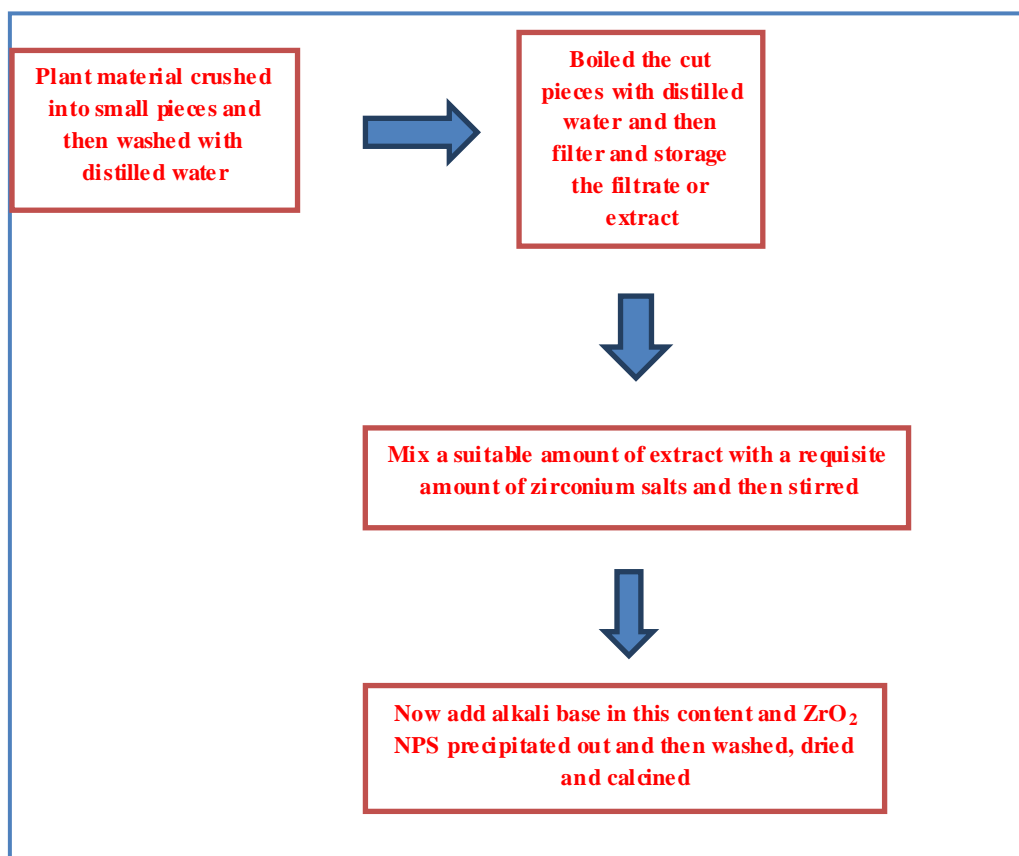 Plant material crushed
into small pieces and
then washed with
distilled water
Boiled the cut
pieces with distilled
water and then
filter and storage
the filtrate or
extract
Mix a suitable amount of extract with a requisite
amount of zirconium salts and then stirred
Now add alkali base in this content and ZrO₂
NPS precipitated out and then washed, dried
and calcined